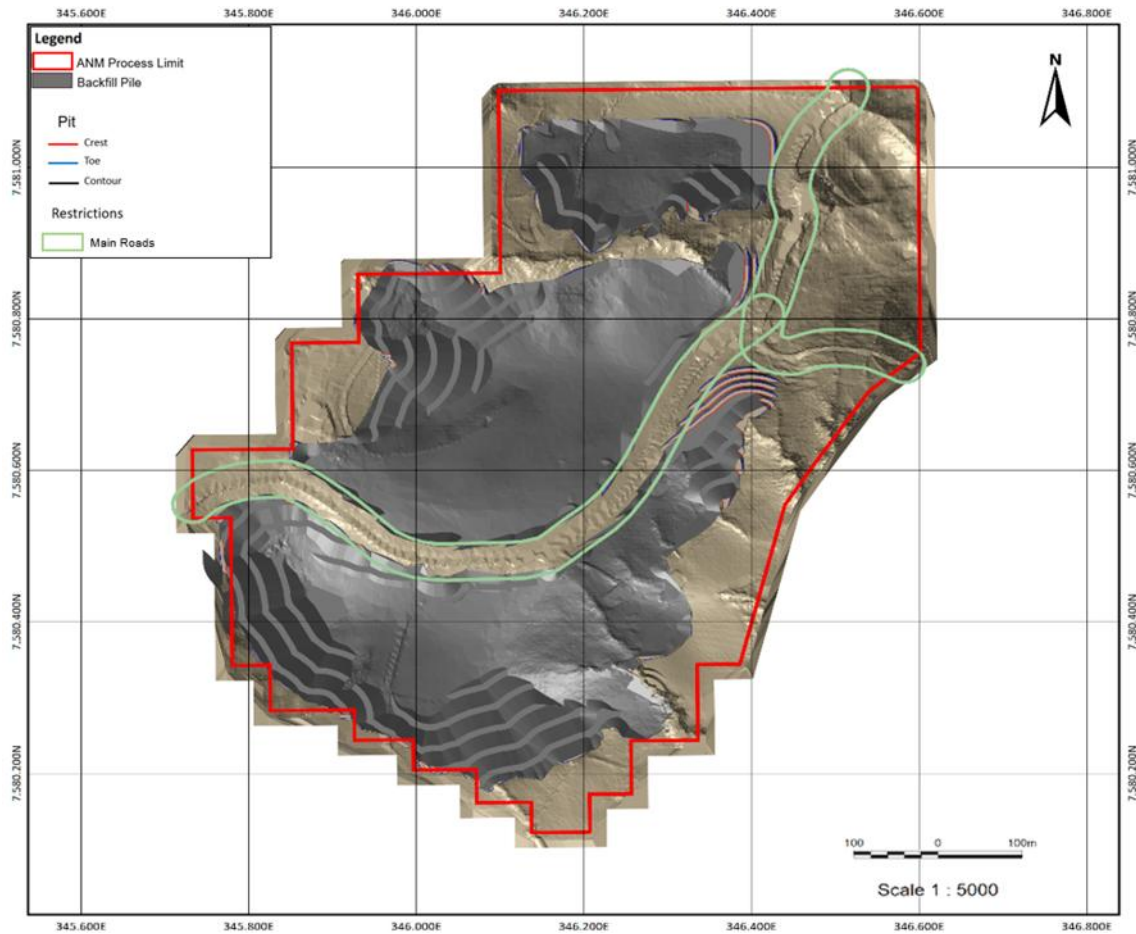 345.600E 345.800E 346.000E 346.200E 346.400E 346.600E 346.800E
Legend
ANM Process Limit
Backfill Pile
Pit
Crest
Toe
Contour
Restrictions
Main Roads
N
7.581.000N 7.581.000N
7.580.800N 7.580.800N
7.580.600N 7.580.600N
7.580.400N 7.580.400N
7.580.200N 7.580.200N
100 0 100m
Scale 1 : 5000
345.600E 345.800E 346.000E 346.200E 346.400E 346.600E 346.800E